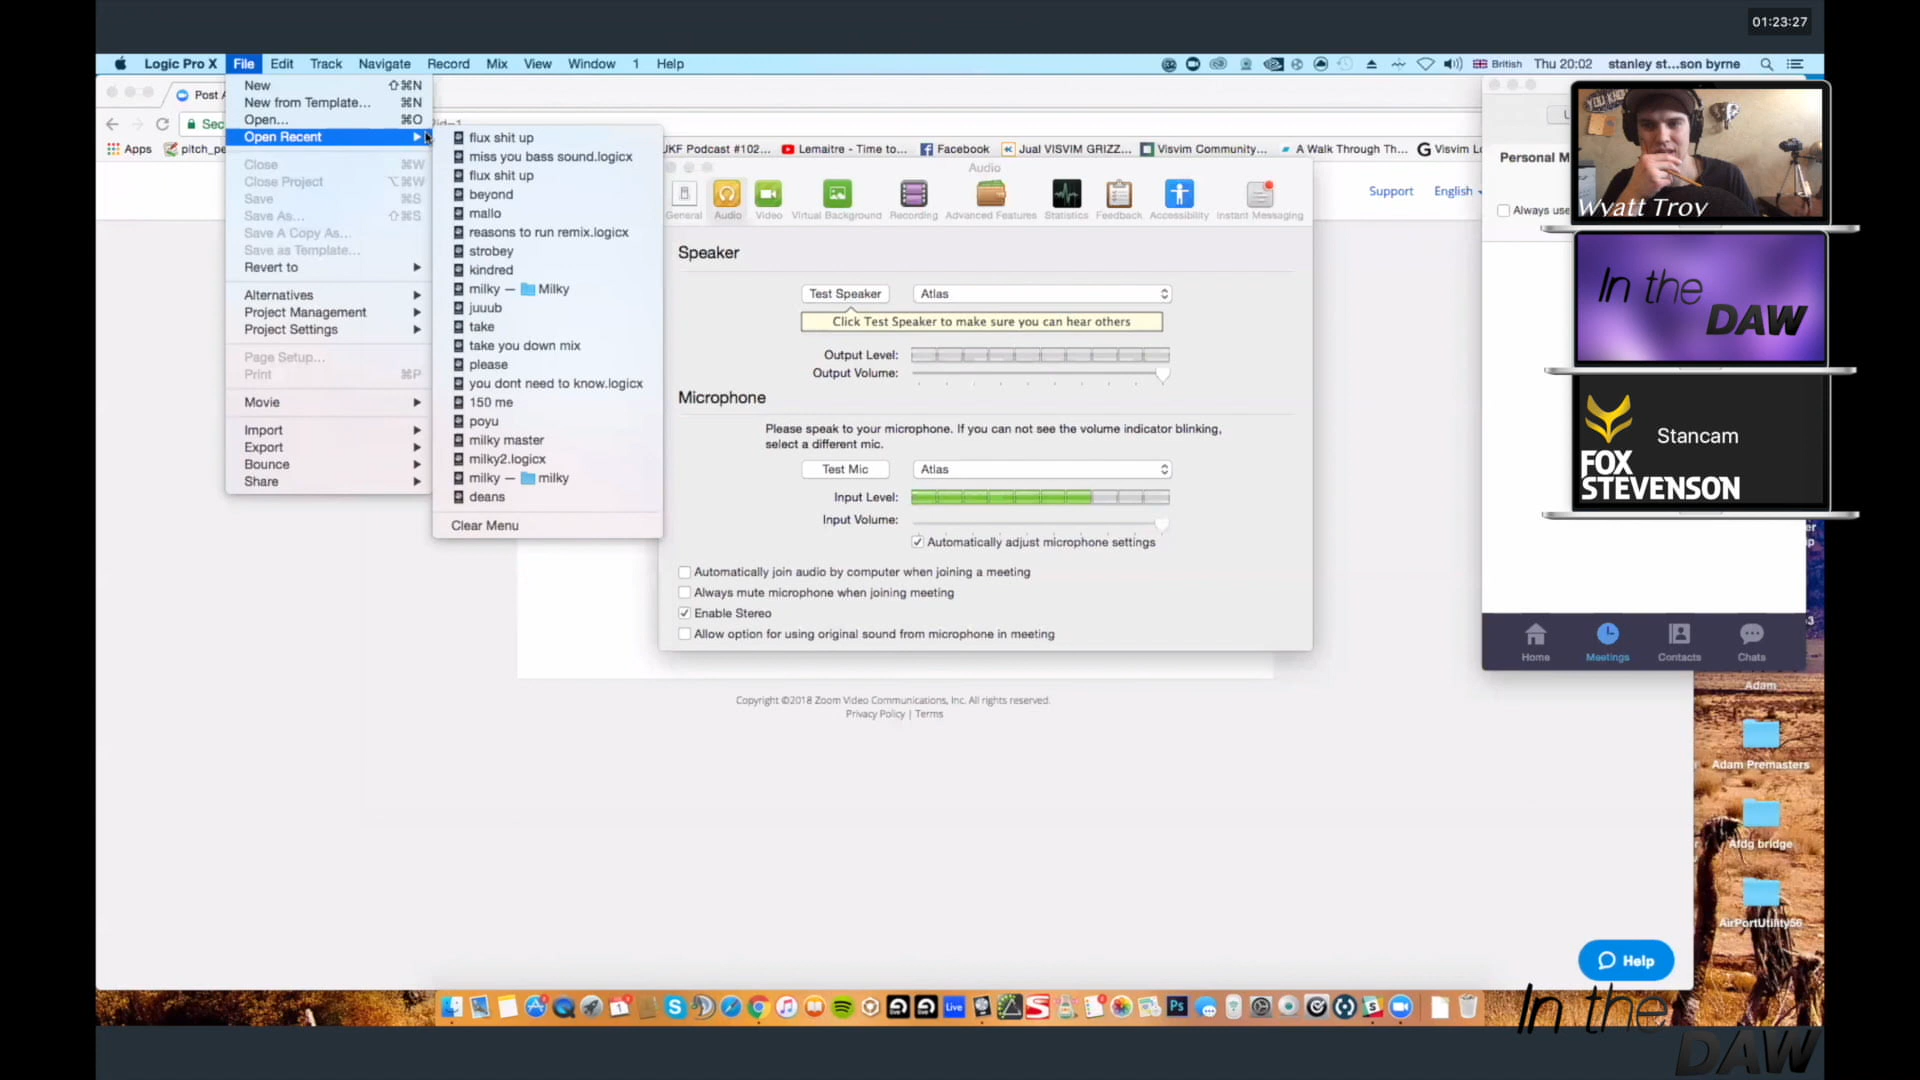 01:23:27
Logic Pro X File Edit Track Navigate Record Mix View Window 1 Help
British Thu 20:02 stanley st...son byrne
Post A
Sec
Apps pitch_pe
UKF Podcast #102... Lemaitre - Time to... Facebook Jual VISVIM GRIZZ... Visvim Community... A Walk Through Th... Visvim Lo
New ⇧⌘N
New from Template... ⌘N
Open... ⌘O
Open Recent
Close ⌘W
Close Project ⌥⌘W
Save ⌘S
Save As... ⇧⌘S
Save A Copy As...
Save as Template...
Revert to
Alternatives
Project Management
Project Settings
Page Setup...
Print ⌘P
Movie
Import
Export
Bounce
Share
flux shit up
miss you bass sound.logicx
flux shit up
beyond
mallo
reasons to run remix.logicx
strobey
kindred
milky — Milky
juuub
take
take you down mix
please
you dont need to know.logicx
150 me
poyu
milky master
milky2.logicx
milky — milky
deans
Clear Menu
Audio
General Audio Video Virtual Background Recording Advanced Features Statistics Feedback Accessibility Instant Messaging
Speaker
Test Speaker Atlas
Click Test Speaker to make sure you can hear others
Output Level:
Output Volume:
Microphone
Please speak to your microphone. If you can not see the volume indicator blinking,
select a different mic.
Test Mic Atlas
Input Level:
Input Volume:
Automatically adjust microphone settings
Automatically join audio by computer when joining a meeting
Always mute microphone when joining meeting
Enable Stereo
Allow option for using original sound from microphone in meeting
Support English
Personal M
Always use
Wyatt Troy
In the
DAW
Stancam
FOX
STEVENSON
Home Meetings Contacts Chats
Copyright ©2018 Zoom Video Communications, Inc. All rights reserved.
Privacy Policy | Terms
Adam
Adam Premasters
Afdg bridge
AirPortUtility56
Help
Live
Ps
In the
DAW